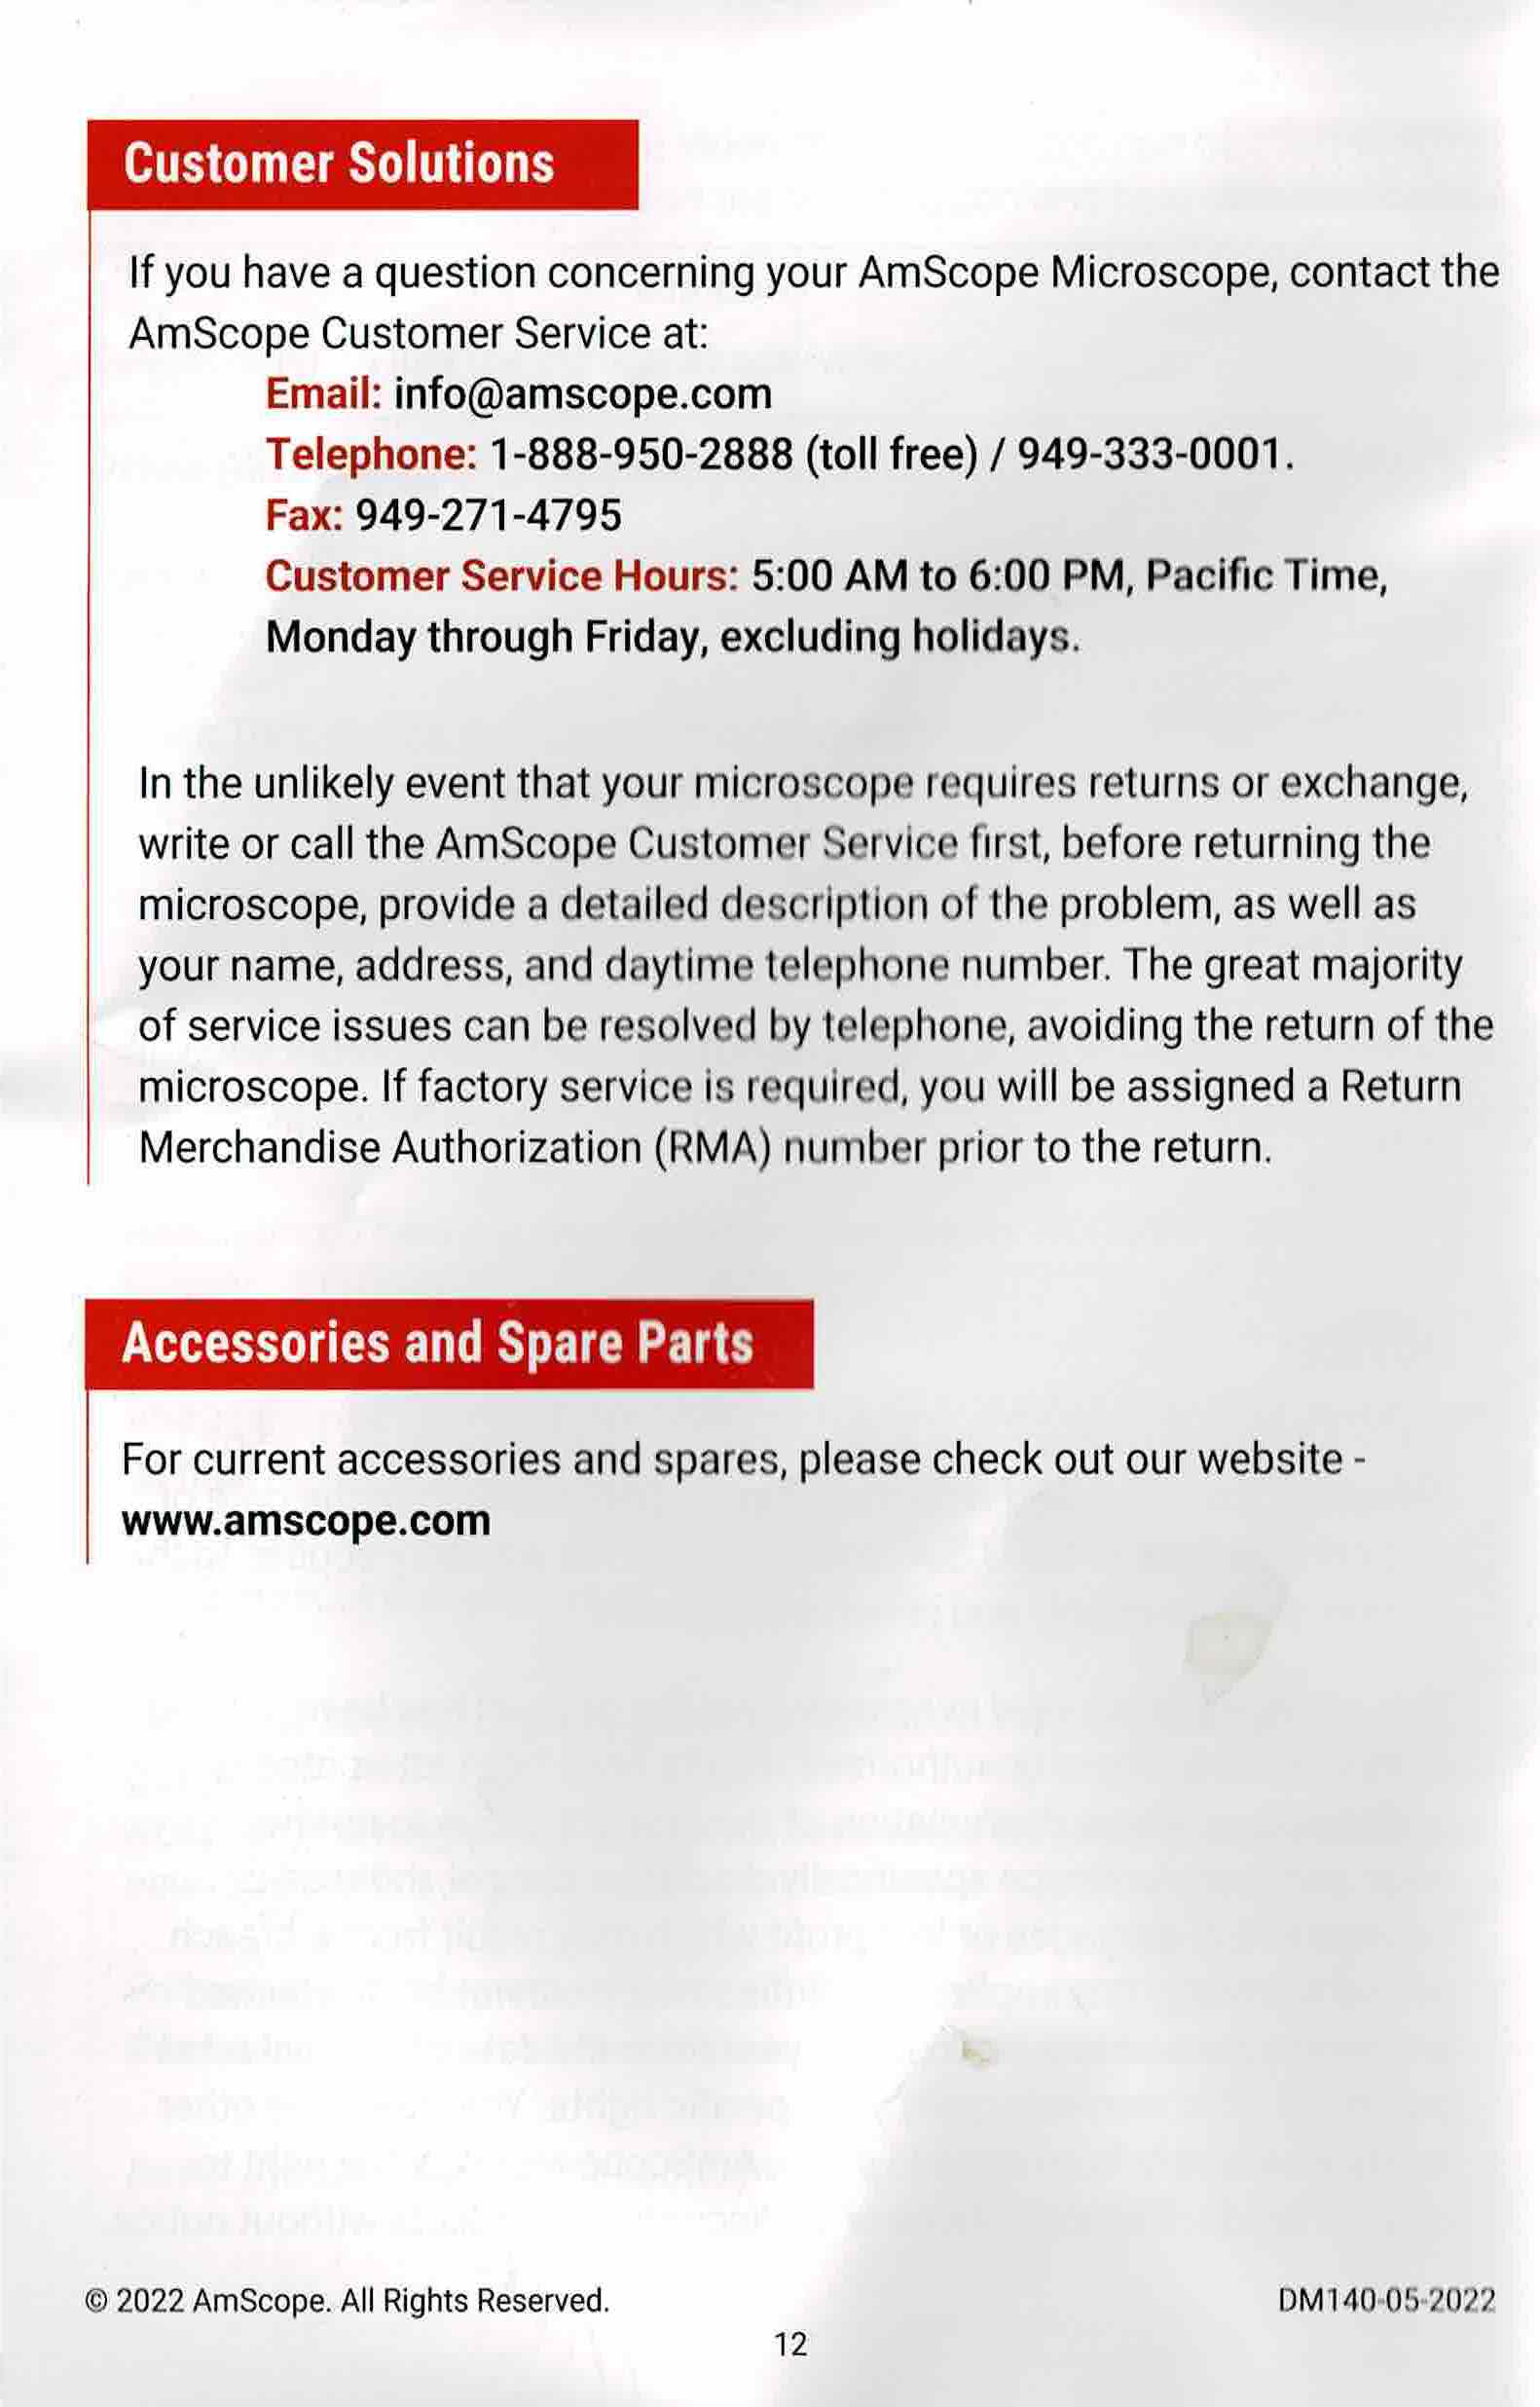 Customer Solutions
If you have a question concerning your AmScope Microscope, contact the
AmScope Customer Service at:
Email: info@amscope.com
Telephone: 1-888-950-2888 (toll free) / 949-333-0001.
Fax: 949-271-4795
Customer Service Hours: 5:00 AM to 6:00 PM, Pacific Time,
Monday through Friday, excluding holidays.
In the unlikely event that your microscope requires returns or exchange,
write or call the AmScope Customer Service first, before returning the
microscope, provide a detailed description of the problem, as well as
your name, address, and daytime telephone number. The great majority
of service issues can be resolved by telephone, avoiding the return of the
microscope. If factory service is required, you will be assigned a Return
Merchandise Authorization (RMA) number prior to the return.
Accessories and Spare Parts
For current accessories and spares, please check out our website -
www.amscope.com
© 2022 AmScope. All Rights Reserved.
DM140-05-2022
12